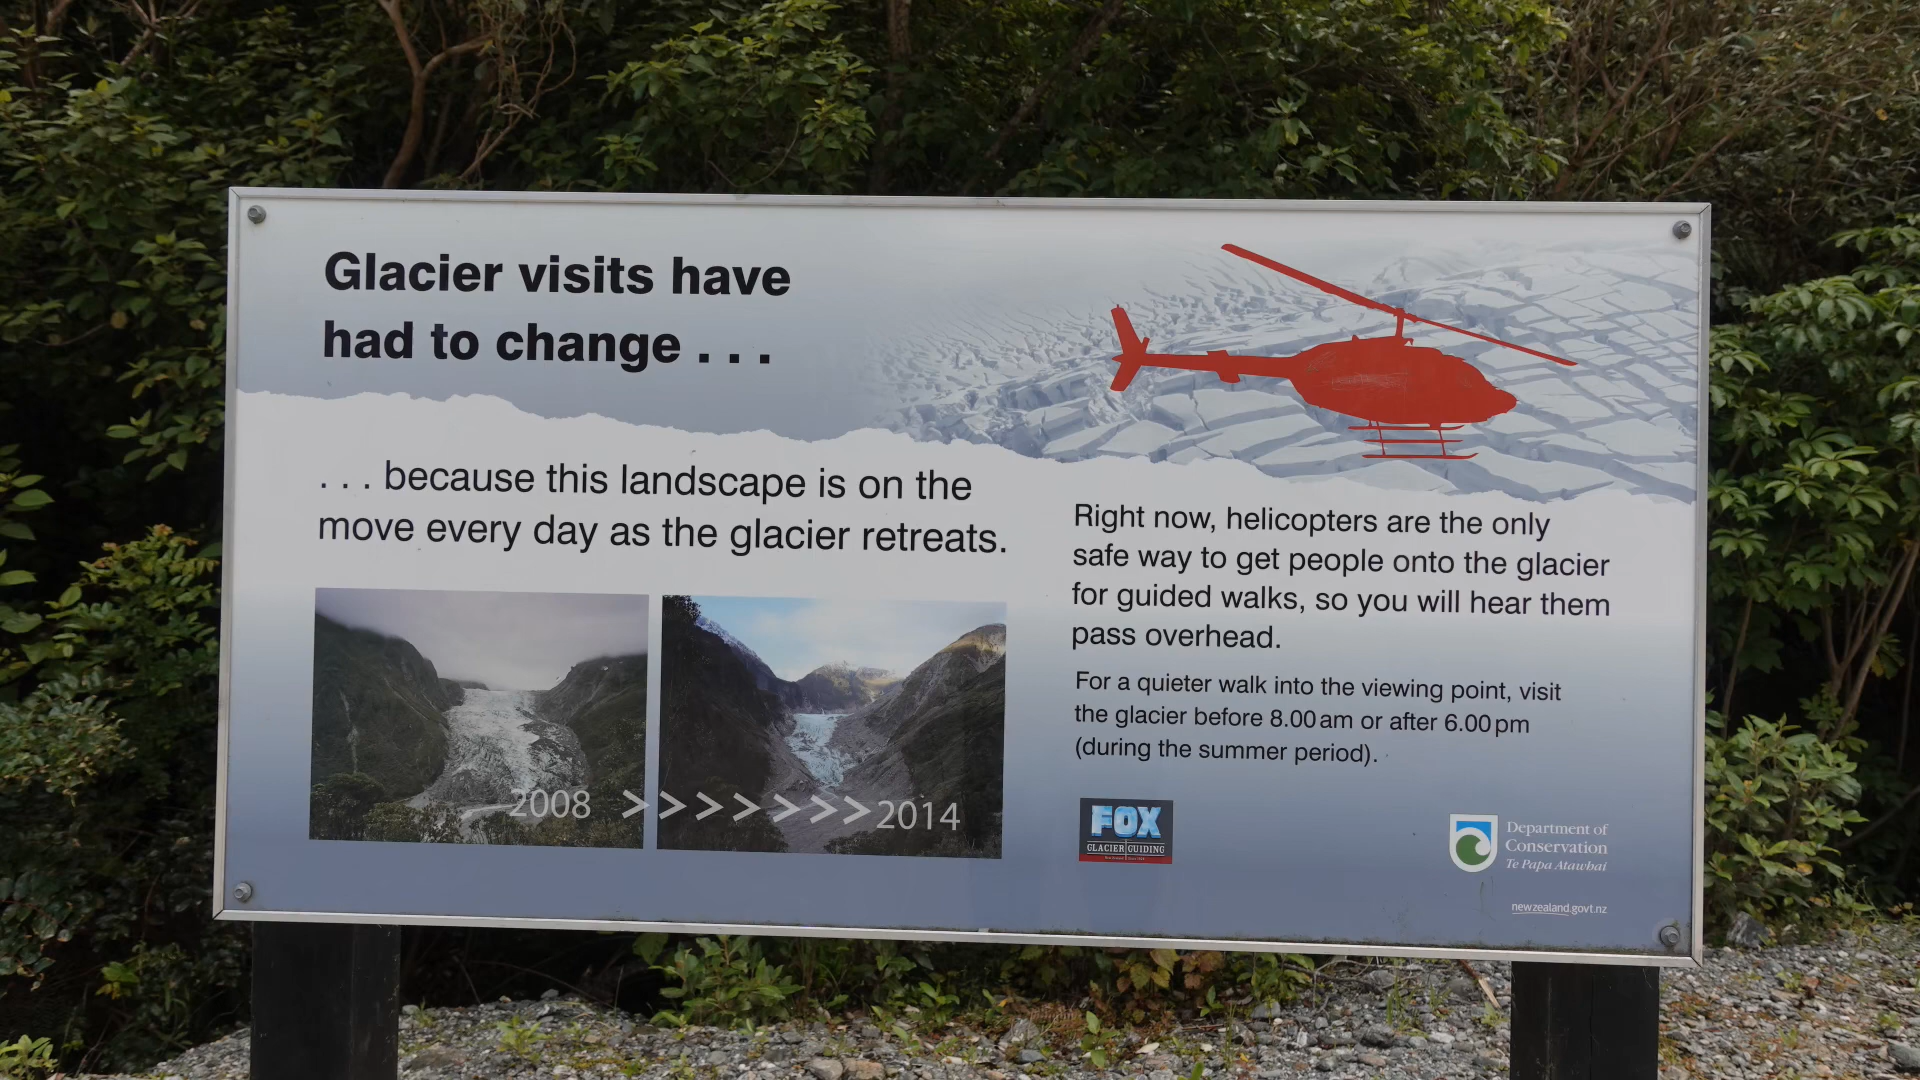 Glacier visits have
had to change . . .
. . . because this landscape is on the
move every day as the glacier retreats.
2008 > > > > > > > 2014
Right now, helicopters are the only
safe way to get people onto the glacier
for guided walks, so you will hear them
pass overhead.
For a quieter walk into the viewing point, visit
the glacier before 8.00 am or after 6.00 pm
(during the summer period).
FOX
GLACIER GUIDING
Department of
Conservation
Te Papa Atawhai
newzealand.govt.nz